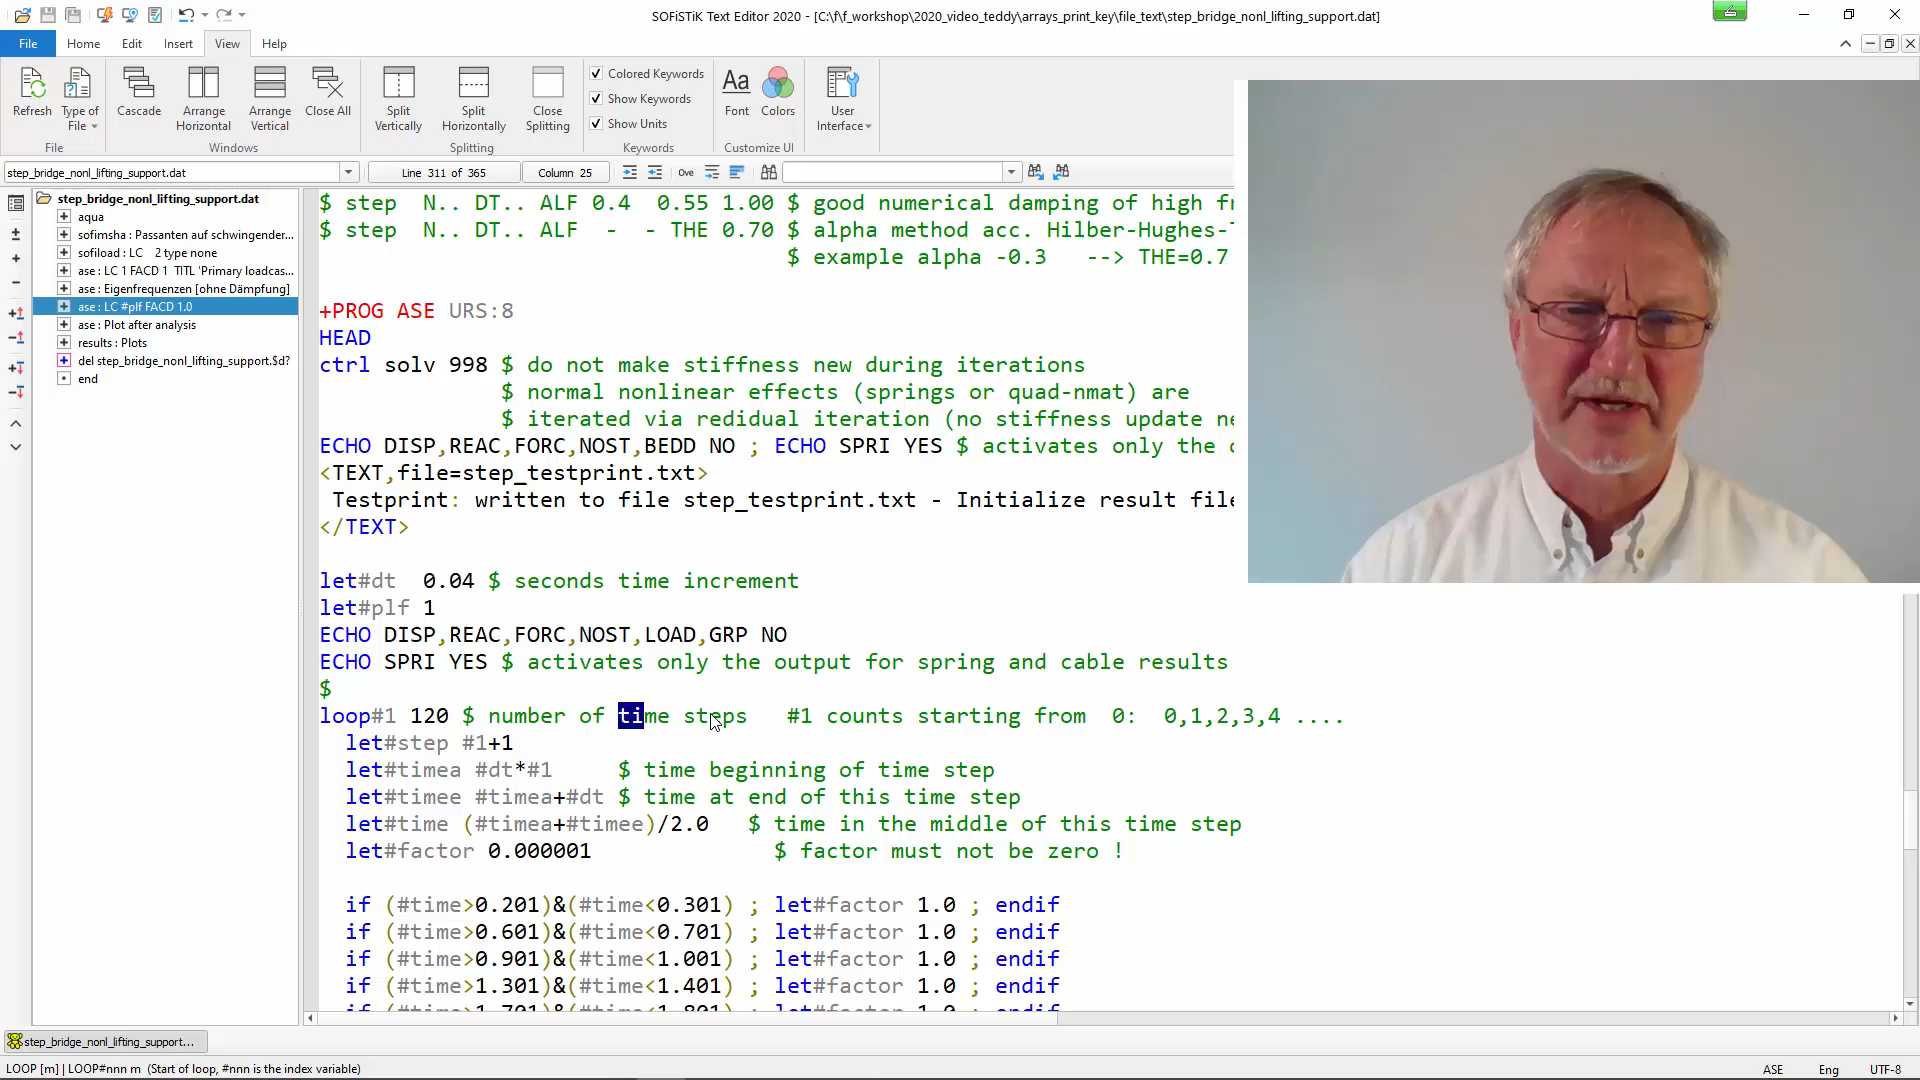 SOFiSTiK Text Editor 2020 - [C:\f\f_workshop\2020_video_teddy\arrays_print_key\file_text\step_bridge_nonl_lifting_support.dat]
File Home Edit Insert View Help
Refresh
Type of File
File
Cascade
Arrange Horizontal
Arrange Vertical
Close All
Windows
Split Vertically
Split Horizontally
Close Splitting
Splitting
Colored Keywords
Show Keywords
Show Units
Keywords
Font
Colors
Customize UI
User Interface
step_bridge_nonl_lifting_support.dat
Line 311 of 365
Column 25
Ove
step_bridge_nonl_lifting_support.dat
aqua
sofimsha : Passanten auf schwingender...
sofiload : LC 2 type none
ase : LC 1 FACD 1 TITL 'Primary loadcas...
ase : Eigenfrequenzen [ohne Dämpfung]
ase : LC #plf FACD 1.0
ase : Plot after analysis
results : Plots
del step_bridge_nonl_lifting_support.$d?
end
$ step N.. DT.. ALF 0.4 0.55 1.00 $ good numerical damping of high fr
$ step N.. DT.. ALF - - THE 0.70 $ alpha method acc. Hilber-Hughes-T
$ example alpha -0.3 --> THE=0.7
+PROG ASE URS:8
HEAD
ctrl solv 998 $ do not make stiffness new during iterations
$ normal nonlinear effects (springs or quad-nmat) are
$ iterated via redidual iteration (no stiffness update ne
ECHO DISP,REAC,FORC,NOST,BEDD NO ; ECHO SPRI YES $ activates only the o
<TEXT,file=step_testprint.txt>
Testprint: written to file step_testprint.txt - Initialize result file
</TEXT>
let#dt 0.04 $ seconds time increment
let#plf 1
ECHO DISP,REAC,FORC,NOST,LOAD,GRP NO
ECHO SPRI YES $ activates only the output for spring and cable results
$
loop#1 120 $ number of time steps #1 counts starting from 0: 0,1,2,3,4 ....
let#step #1+1
let#timea #dt*#1 $ time beginning of time step
let#timee #timea+#dt $ time at end of this time step
let#time (#timea+#timee)/2.0 $ time in the middle of this time step
let#factor 0.000001 $ factor must not be zero !
if (#time>0.201)&(#time<0.301) ; let#factor 1.0 ; endif
if (#time>0.601)&(#time<0.701) ; let#factor 1.0 ; endif
if (#time>0.901)&(#time<1.001) ; let#factor 1.0 ; endif
if (#time>1.301)&(#time<1.401) ; let#factor 1.0 ; endif
if (#time>1.701)&(#time<1.801) ; let#factor 1.0 ; endif
step_bridge_nonl_lifting_support...
LOOP [m] | LOOP#nnn m (Start of loop, #nnn is the index variable)
ASE
Eng
UTF-8